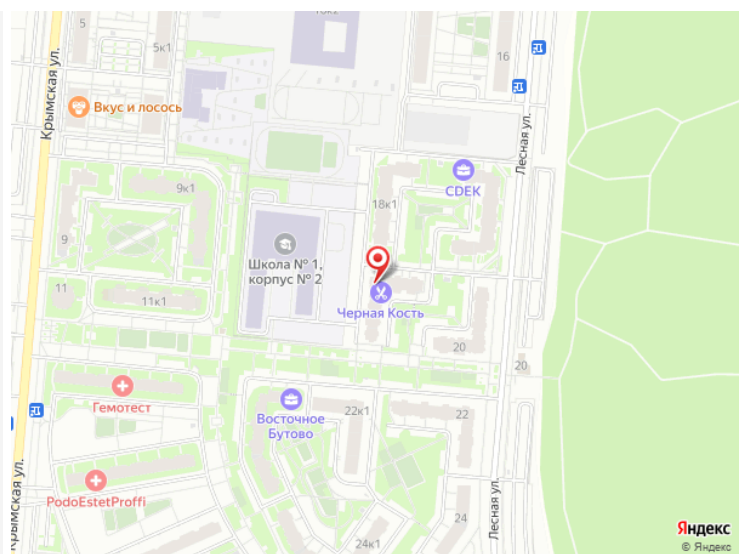 10к2
5
5к1
16
Крымская ул.
Вкус и лосось
Лесная ул.
CDEK
9к1
18к1
9
Школа № 1,
корпус № 2
11
11к1
Черная Кость
20
20
Гемотест
22к1
22
Восточное
Бутово
PodoEstetProffi
Крымская ул.
Лесная ул.
24
24к1
Яндекс
© Яндекс